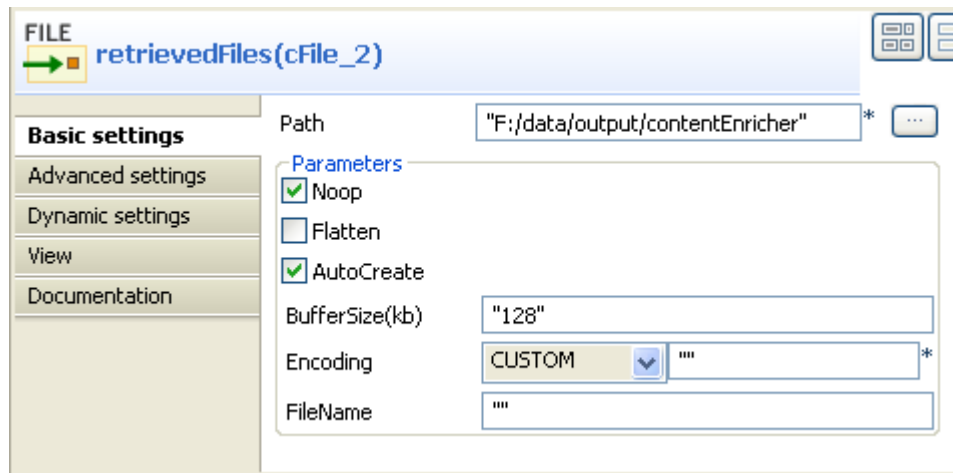 FILE
retrievedFiles(cFile_2)
Basic settings
Advanced settings
Dynamic settings
View
Documentation
Path "F:/data/output/contentEnricher" * ...
Parameters
Noop
Flatten
AutoCreate
BufferSize(kb) "128"
Encoding CUSTOM "" *
FileName ""